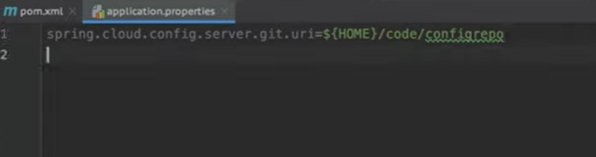 pom.xml
application.properties
1 spring.cloud.config.server.git.uri=${HOME}/code/configrepo
2